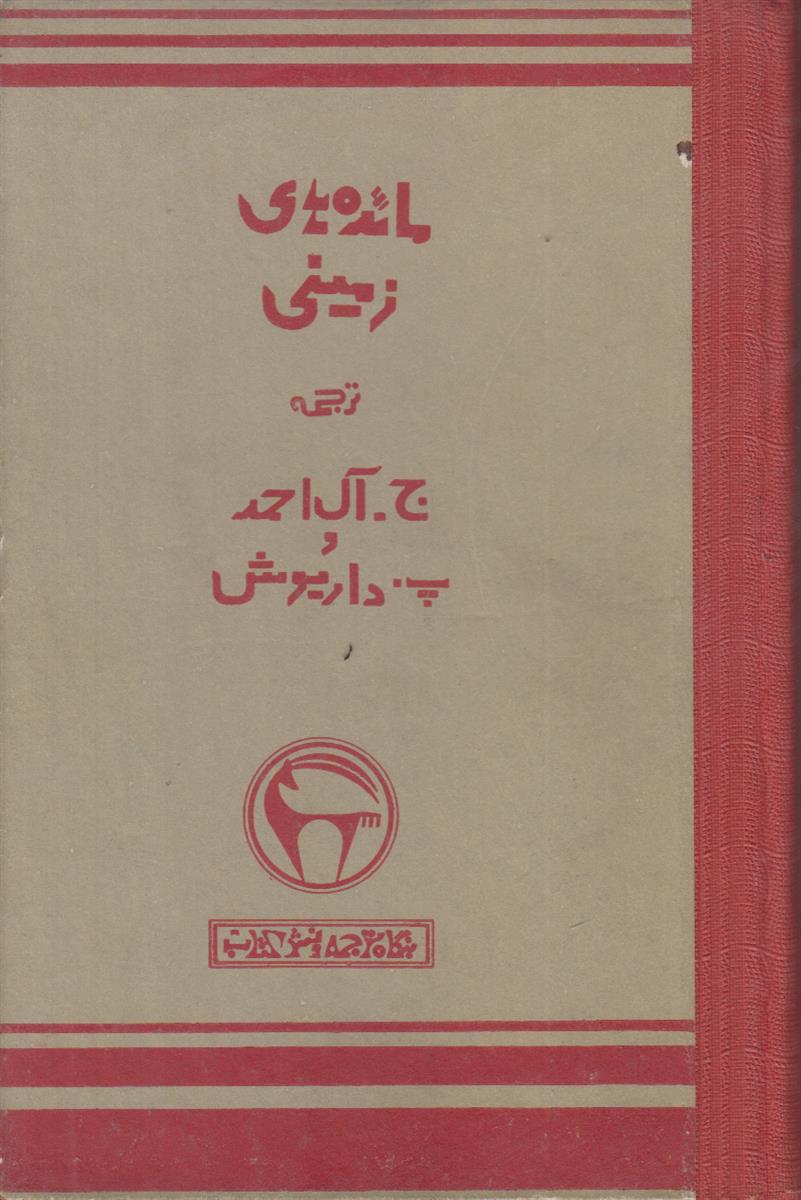 مائده‌های
زمینی
ترجمه
ج. آل احمد
و
پ. داریوش
بنگاه ترجمه و نشر کتاب